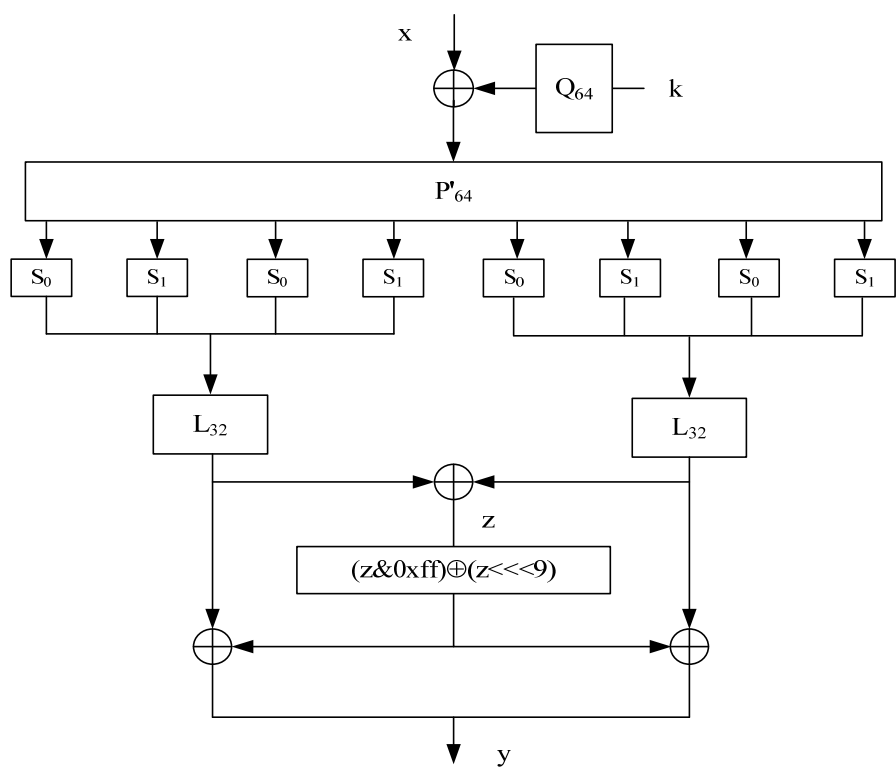 x
Q64
k
P'64
S0 S1 S0 S1 S0 S1 S0 S1
L32 L32
z
(z&0xff)⊕(z<<<9)
y